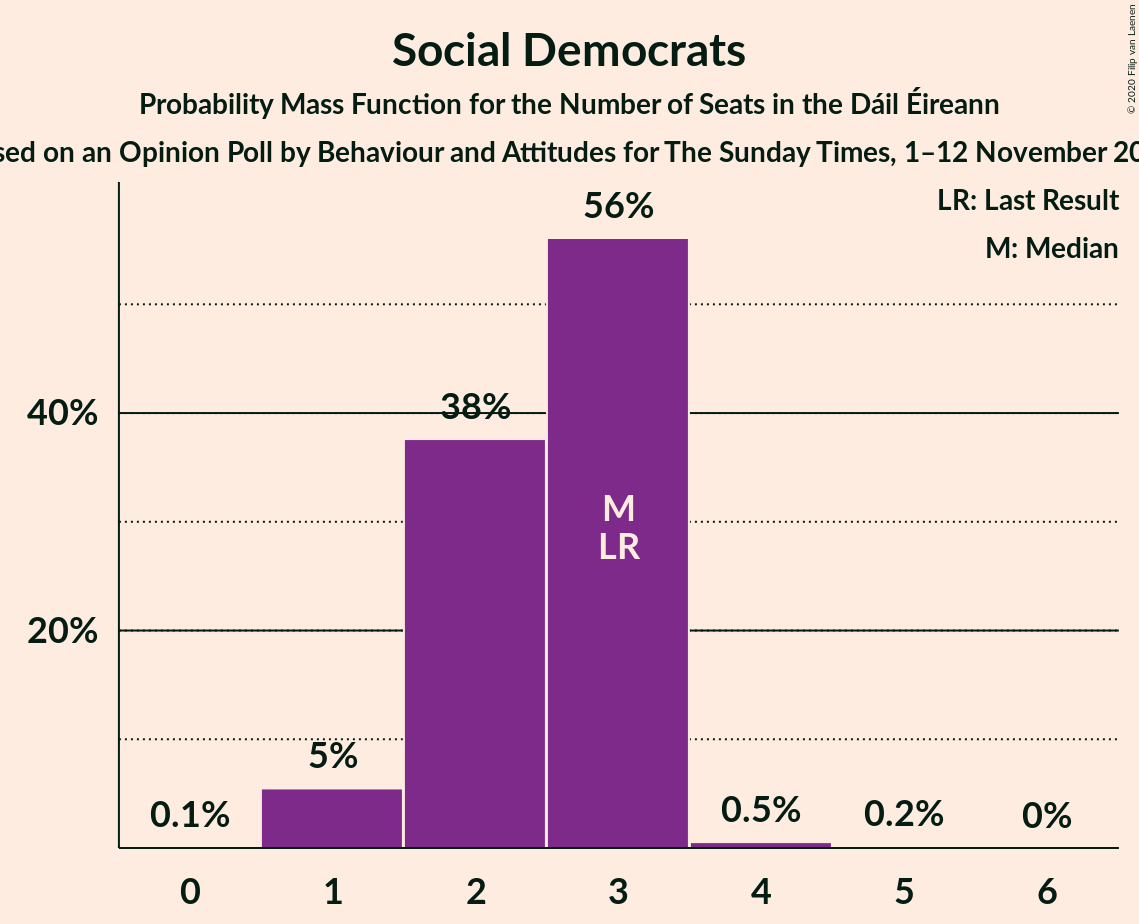 Social Democrats
Probability Mass Function for the Number of Seats in the Dáil Éireann
on an Opinion Poll by Behaviour and Attitudes for The Sunday Times, 1–12 November
© 2020 Filip van Laenen
LR: Last Result
M: Median
56%
40%
38%
M
LR
20%
5%
0.1%
0.5%
0.2%
0%
0 1 2 3 4 5 6